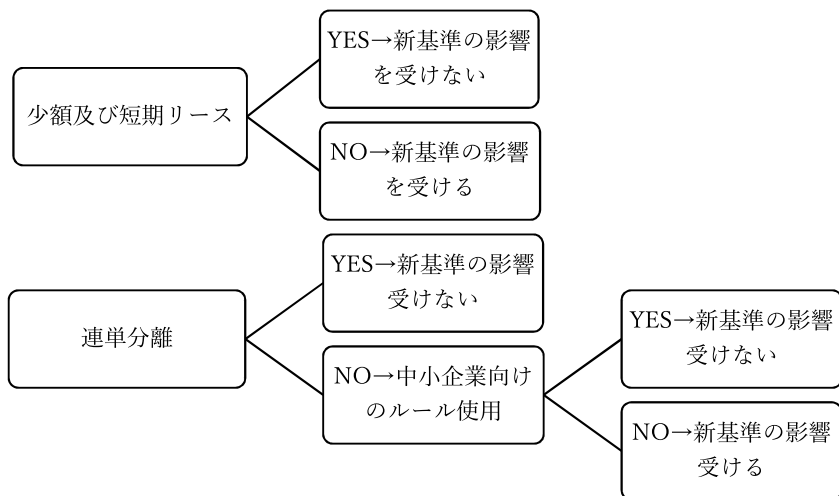 少額及び短期リース
YES→新基準の影響
を受けない
NO→新基準の影響
を受ける
連単分離
YES→新基準の影響
受けない
NO→中小企業向け
のルール使用
YES→新基準の影響
受けない
NO→新基準の影響
受ける